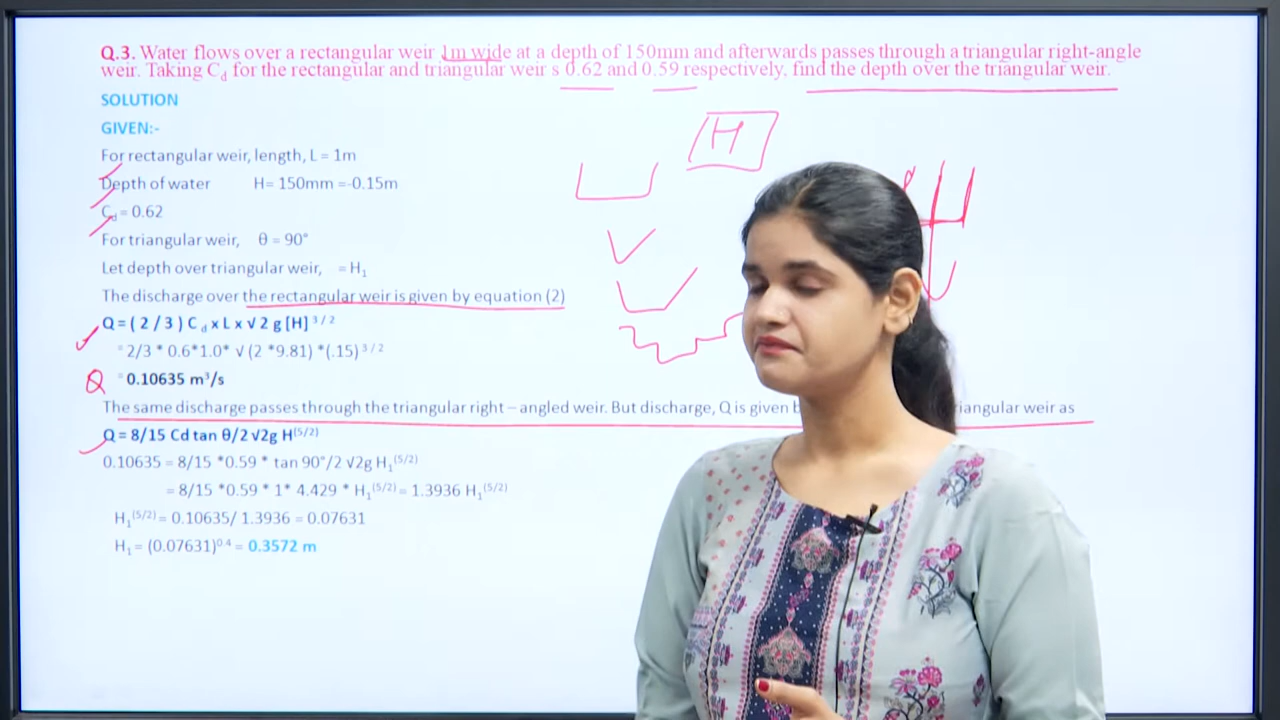 Q.3. Water flows over a rectangular weir 1m wide at a depth of 150mm and afterwards passes through a triangular right-angle
weir. Taking Cd for the rectangular and triangular weir s 0.62 and 0.59 respectively, find the depth over the triangular weir.
H
SOLUTION
GIVEN:-
For rectangular weir, length, L = 1m
Depth of water H= 150mm =-0.15m
Cd = 0.62
For triangular weir, θ = 90°
Let depth over triangular weir, = H₁
The discharge over the rectangular weir is given by equation (2)
Q = ( 2 / 3 ) C d x L x √ 2 g [H] ³ / ²
= 2/3 * 0.6*1.0* √ (2 *9.81) *(.15) ³ / ²
Q = 0.10635 m³/s
The same discharge passes through the triangular right – angled weir. But discharge, Q is given riangular weir as
Q = 8/15 Cd tan θ/2 √2g H(5/2)
0.10635 = 8/15 *0.59 * tan 90°/2 √2g H₁(5/2)
= 8/15 *0.59 * 1* 4.429 * H₁(5/2) = 1.3936 H₁(5/2)
H₁(5/2) = 0.10635/ 1.3936 = 0.07631
H₁ = (0.07631)0.4 = 0.3572 m